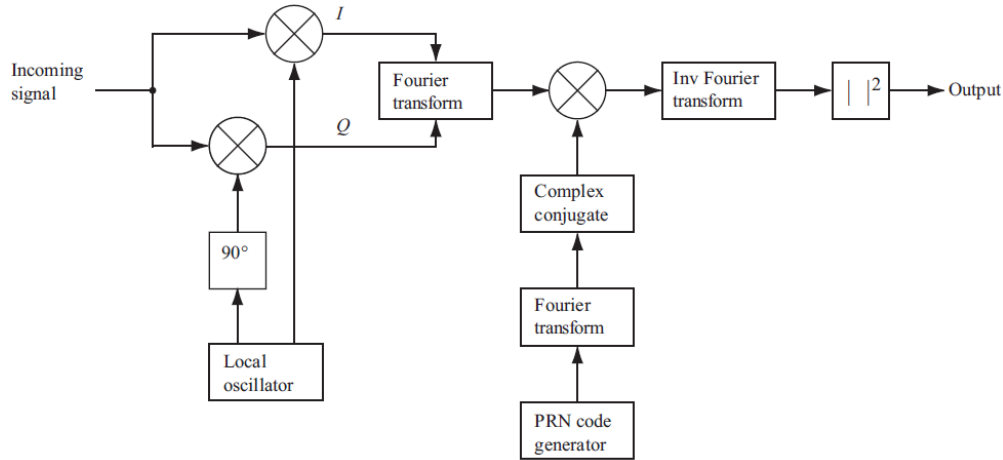 I
Incoming
signal
Fourier
transform
Inv Fourier
transform
| |²
Output
Q
Complex
conjugate
90°
Fourier
transform
Local
oscillator
PRN code
generator